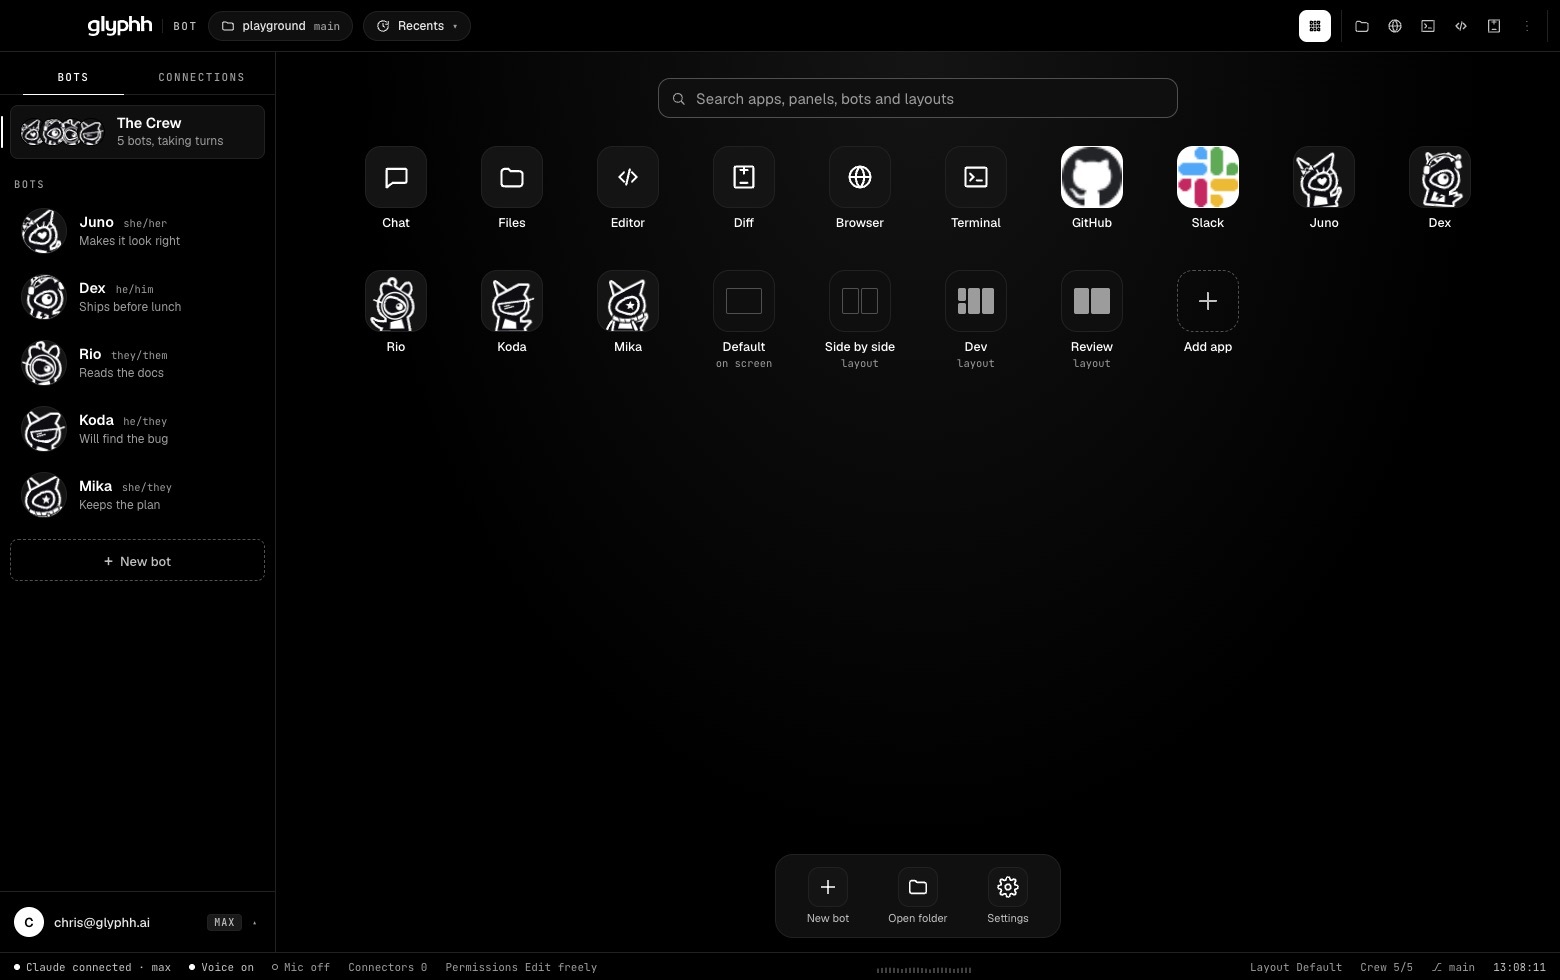 glyphh BOT playground main Recents
BOTS CONNECTIONS
Search apps, panels, bots and layouts
The Crew
5 bots, taking turns
BOTS
Juno she/her
Makes it look right
Dex he/him
Ships before lunch
Rio they/them
Reads the docs
Koda he/they
Will find the bug
Mika she/they
Keeps the plan
+ New bot
Chat Files Editor Diff Browser Terminal GitHub Slack Juno Dex
Rio Koda Mika Default Side by side Dev Review Add app
on screen layout layout layout
New bot Open folder Settings
C chris@glyphh.ai MAX
Claude connected · max Voice on Mic off Connectors 0 Permissions Edit freely Layout Default Crew 5/5 main 13:08:11